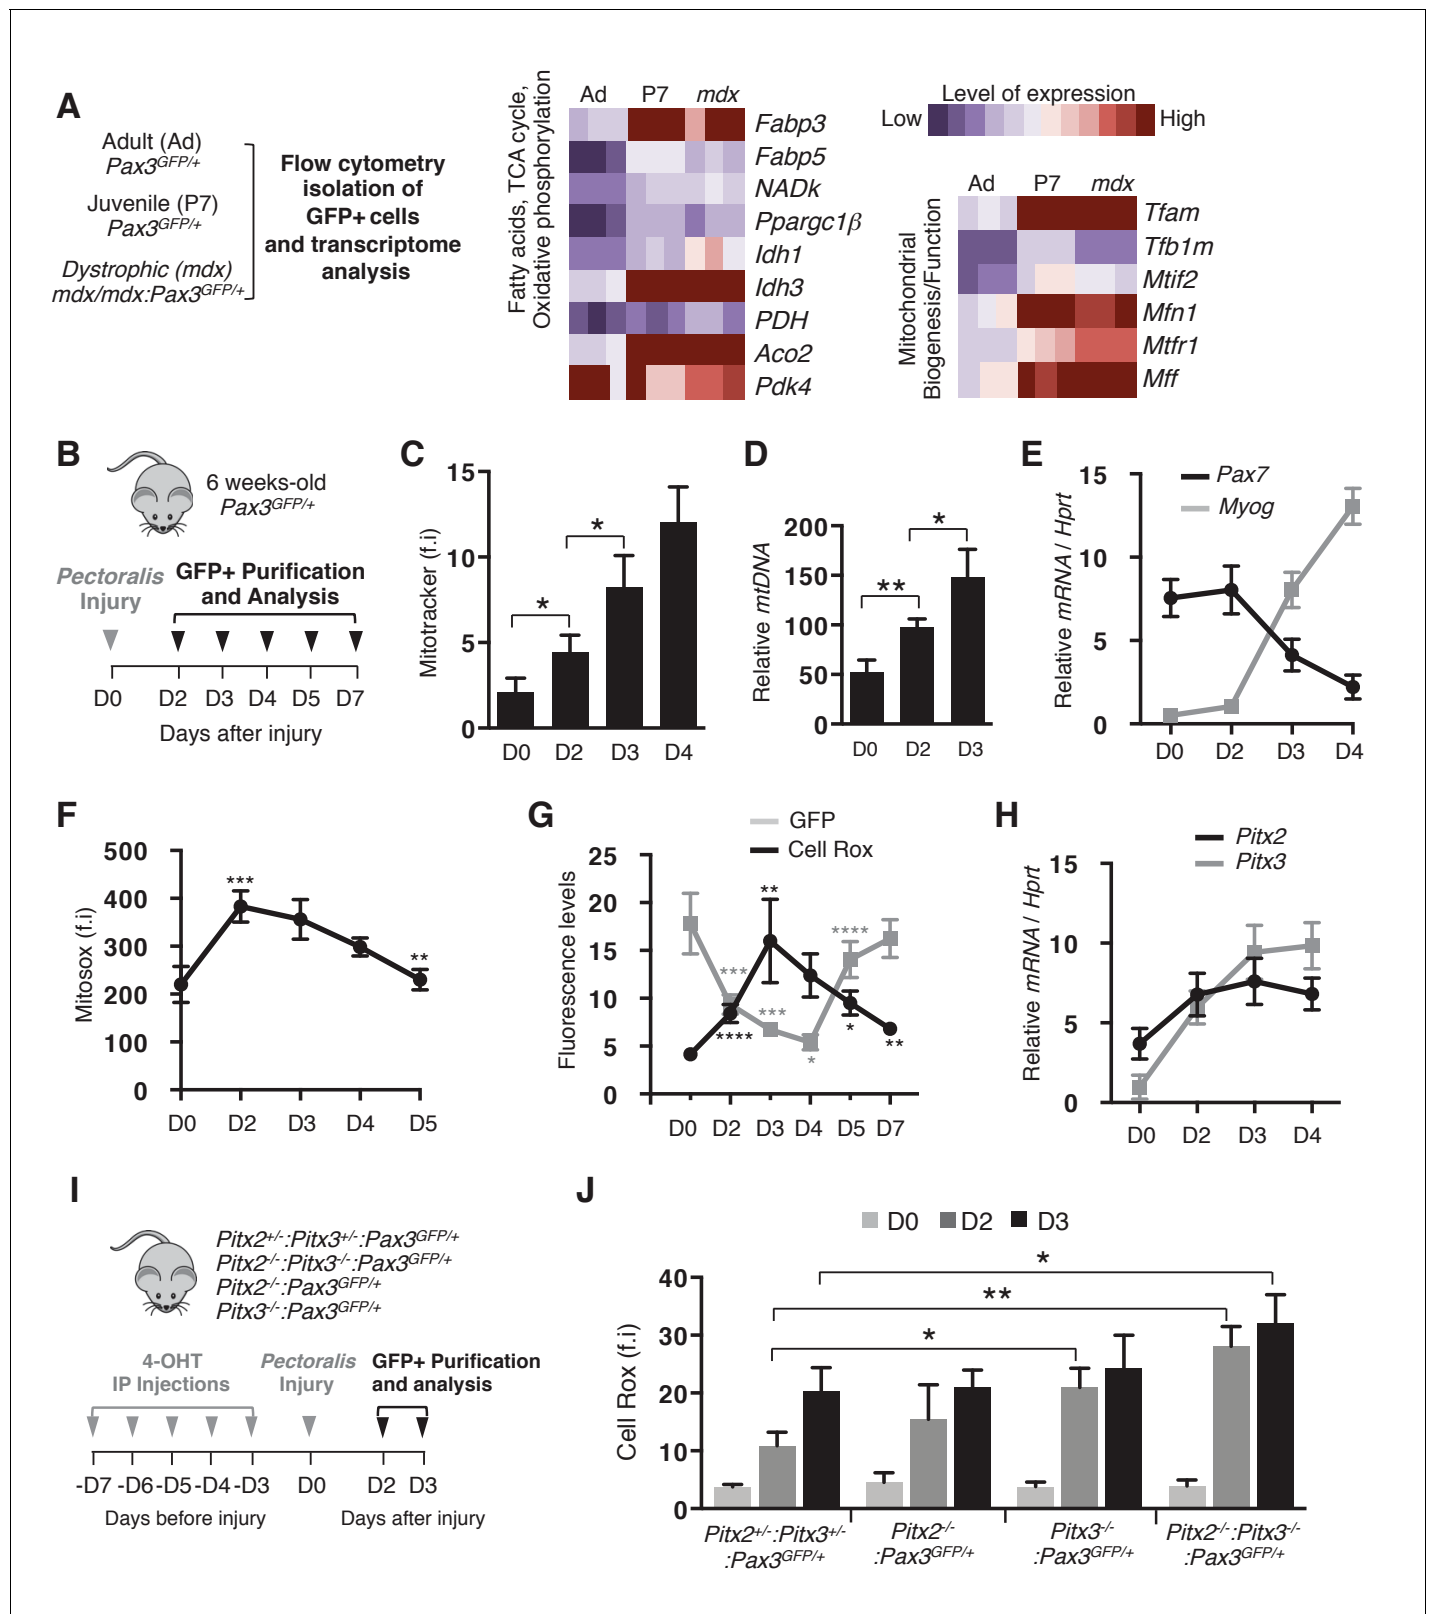 A
Adult (Ad)
Pax3GFP/+
Juvenile (P7)
Pax3GFP/+
Dystrophic (mdx)
mdx/mdx:Pax3GFP/+
Flow cytometry
isolation of
GFP+ cells
and transcriptome
analysis
Fatty acids, TCA cycle,
Oxidative phosphorylation
Ad P7 mdx
Fabp3
Fabp5
NADk
Ppargc1β
Idh1
Idh3
PDH
Aco2
Pdk4
Level of expression
Low High
Mitochondrial
Biogenesis/Function
Ad P7 mdx
Tfam
Tfb1m
Mtif2
Mfn1
Mtfr1
Mff
B
6 weeks-old
Pax3GFP/+
Pectoralis
Injury
GFP+ Purification
and Analysis
D0 D2 D3 D4 D5 D7
Days after injury
C
Mitotracker (f.i)
15
10
5
0
* *
D0 D2 D3 D4
D
Relative mtDNA
200
150
100
50
0
** *
D0 D2 D3
E
Pax7
Myog
Relative mRNA / Hprt
15
10
5
0
D0 D2 D3 D4
F
Mitosox (f.i)
500
400
300
200
100
0
*** **
D0 D2 D3 D4 D5
G
GFP
Cell Rox
Fluorescence levels
25
20
15
10
5
0
** ****
*** ***
**** * * **
D0 D2 D3 D4 D5 D7
H
Pitx2
Pitx3
Relative mRNA / Hprt
15
10
5
0
D0 D2 D3 D4
I
Pitx2+/-:Pitx3+/-:Pax3GFP/+
Pitx2-/-:Pitx3-/-:Pax3GFP/+
Pitx2-/-:Pax3GFP/+
Pitx3-/-:Pax3GFP/+
4-OHT
IP Injections
Pectoralis
Injury
GFP+ Purification
and analysis
-D7 -D6 -D5 -D4 -D3 D0 D2 D3
Days before injury Days after injury
J
D0 D2 D3
Cell Rox (f.i)
40
30
20
10
0
*
**
*
Pitx2+/-:Pitx3+/-
:Pax3GFP/+
Pitx2-/-
:Pax3GFP/+
Pitx3-/-
:Pax3GFP/+
Pitx2-/-:Pitx3-/-
:Pax3GFP/+